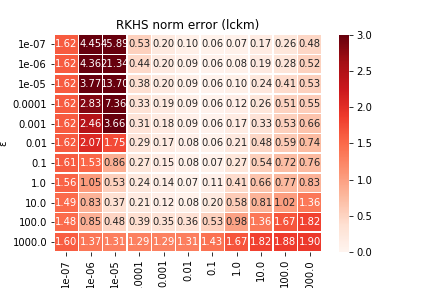 RKHS norm error (lckm)
1e-07 1.62 4.45 45.89 0.53 0.20 0.10 0.06 0.07 0.17 0.26 0.48
1e-06 1.62 4.36 21.34 0.44 0.20 0.09 0.06 0.08 0.19 0.28 0.52
1e-05 1.62 3.77 13.70 0.38 0.20 0.09 0.06 0.10 0.24 0.41 0.53
0.0001 1.62 2.83 7.36 0.33 0.19 0.09 0.06 0.12 0.26 0.51 0.55
0.001 1.62 2.46 3.66 0.31 0.18 0.09 0.06 0.17 0.33 0.53 0.66
0.01 1.62 2.07 1.75 0.29 0.17 0.08 0.06 0.21 0.48 0.59 0.74
0.1 1.61 1.53 0.86 0.27 0.15 0.08 0.07 0.27 0.54 0.72 0.76
1.0 1.56 1.05 0.53 0.24 0.14 0.07 0.11 0.41 0.66 0.77 0.83
10.0 1.49 0.83 0.37 0.21 0.12 0.08 0.20 0.58 0.81 1.02 1.36
100.0 1.48 0.85 0.48 0.39 0.35 0.36 0.53 0.98 1.36 1.67 1.82
1000.0 1.60 1.37 1.31 1.29 1.29 1.31 1.43 1.67 1.82 1.88 1.90
ε
1e-07 1e-06 1e-05 0001 0.001 0.01 0.1 1.0 10.0 100.0 000.0
3.0
2.5
2.0
1.5
1.0
0.5
0.0